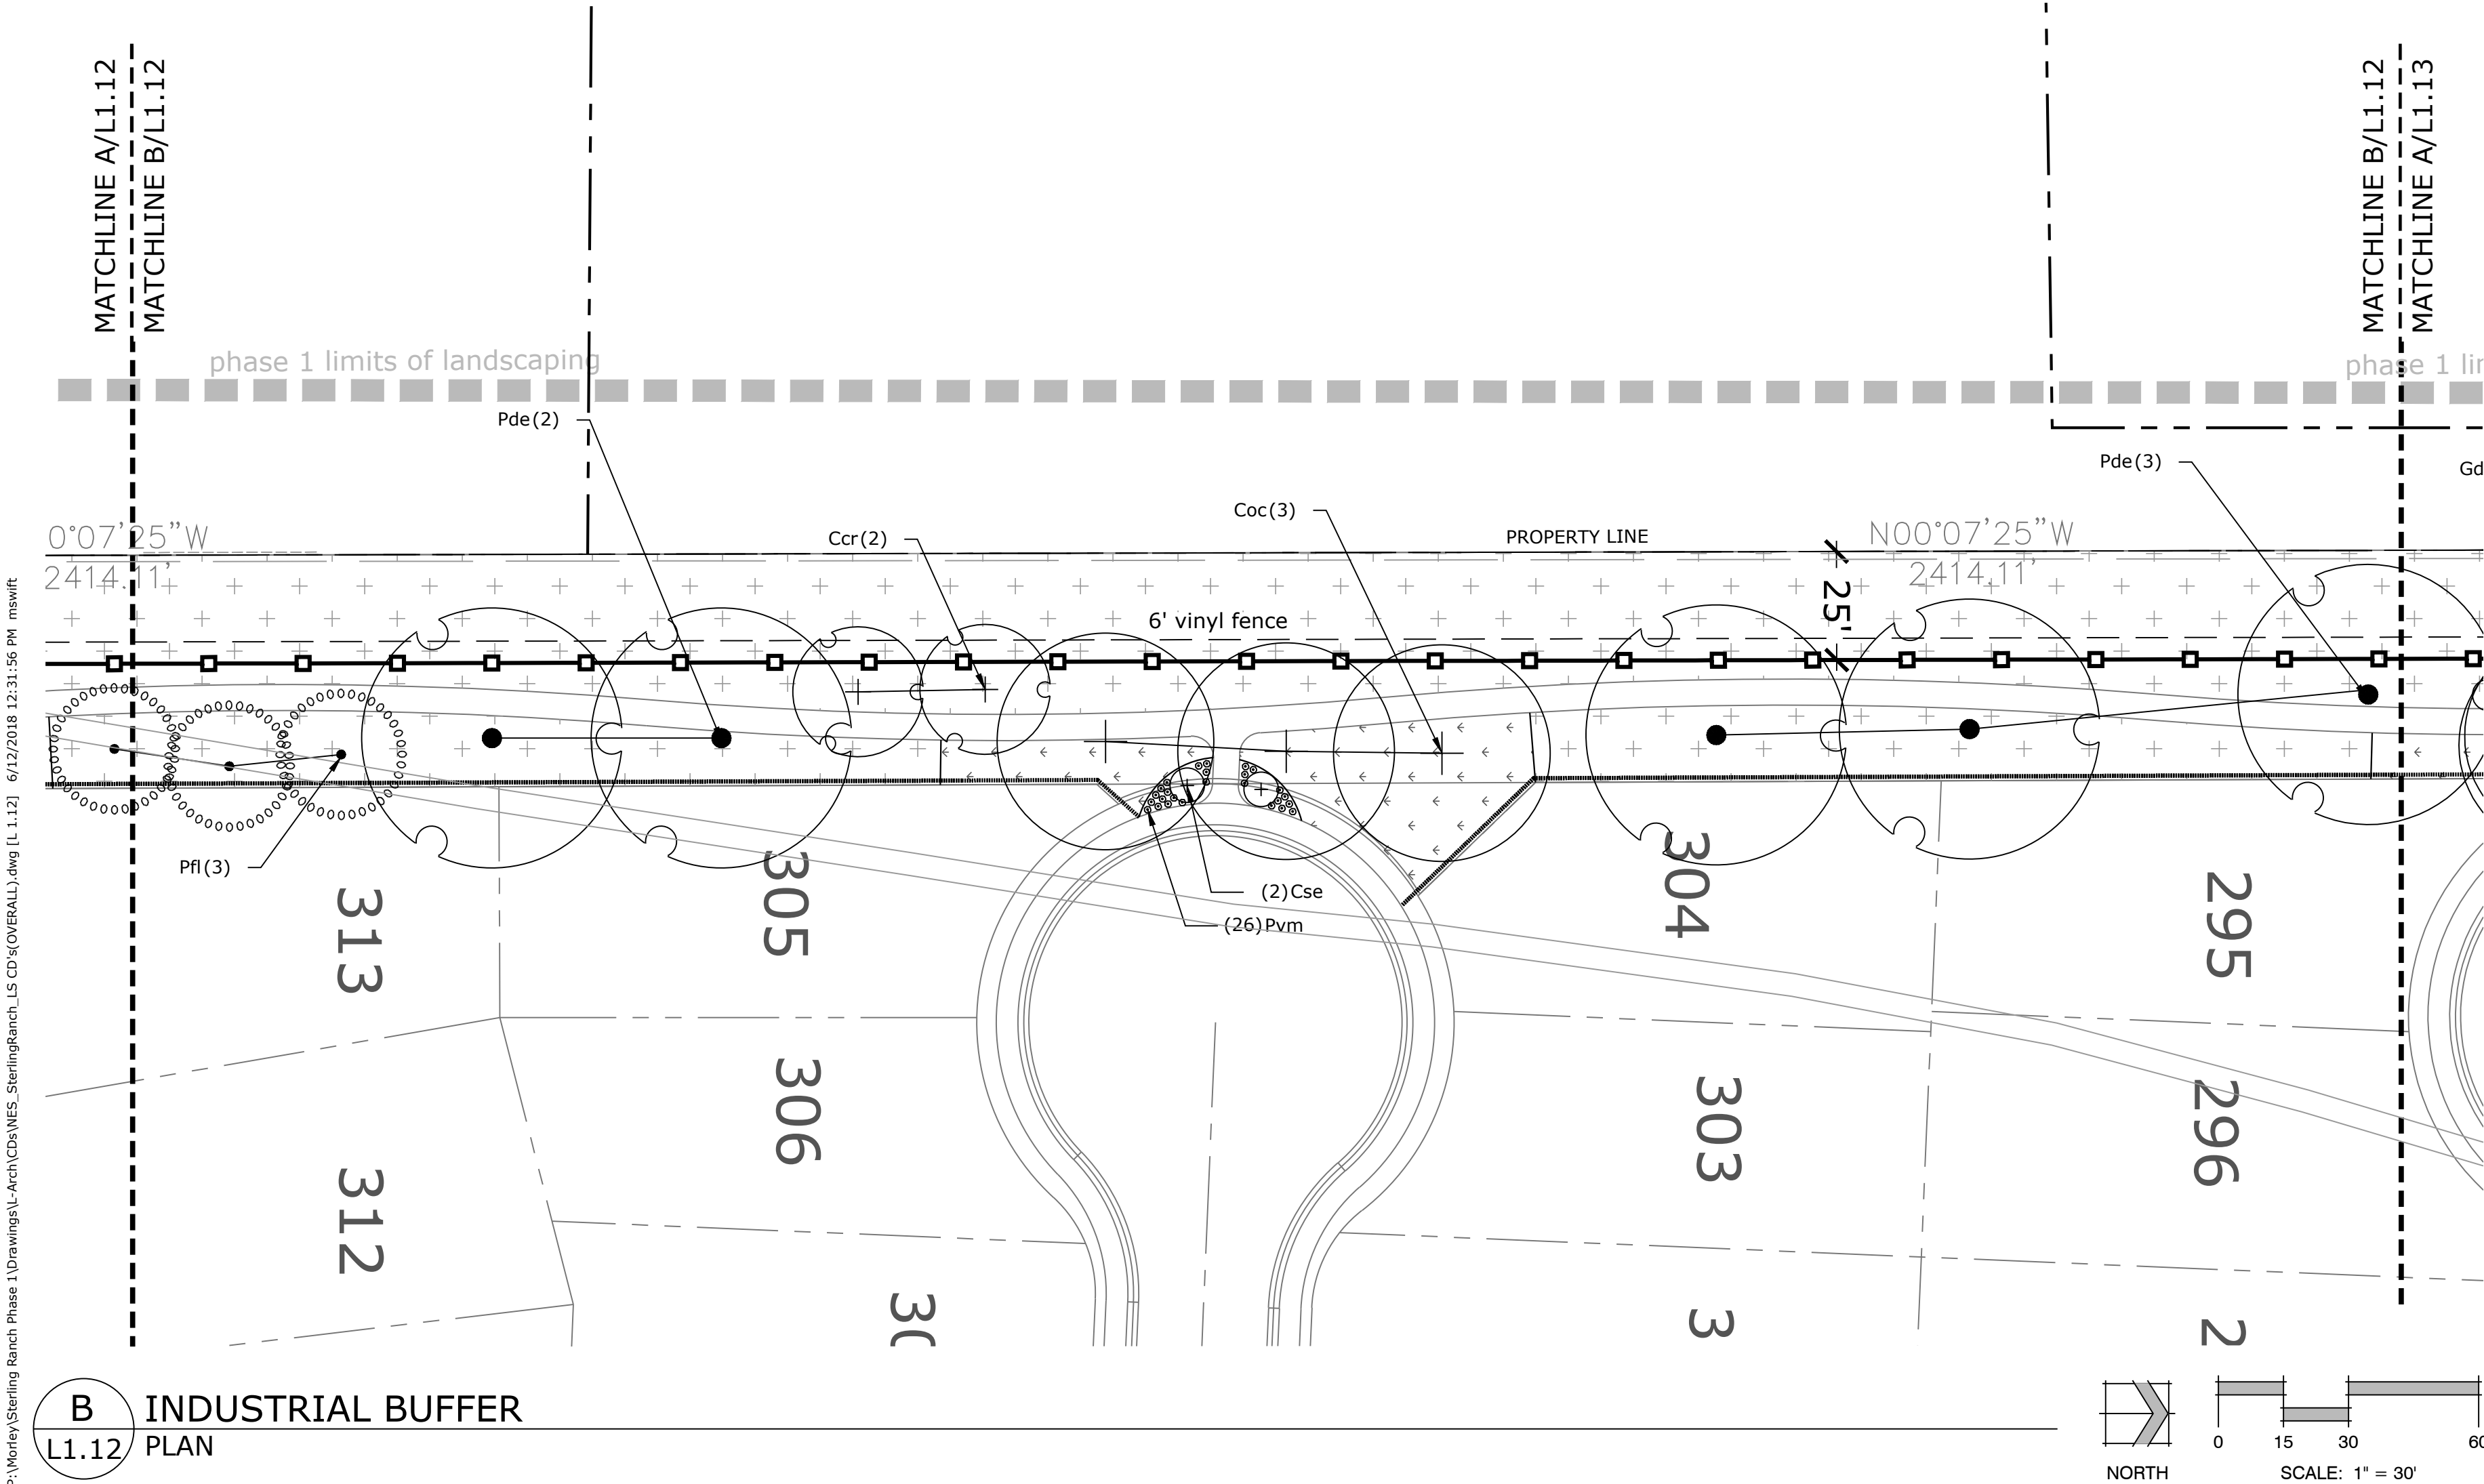 MATCHLINE A/L1.12
MATCHLINE B/L1.12
MATCHLINE B/L1.12
MATCHLINE A/L1.13
phase 1 limits of landscaping
phase 1 lir
Pde(2)
Pde(3)
Gd
Coc(3)
Ccr(2)
PROPERTY LINE
0°07'25"W
2414.11'
N00°07'25"W
2414.11'
25'
6' vinyl fence
Pfl(3)
(2)Cse
(26)Pvm
313
305
304
295
306
303
296
312
30
3
2
B
L1.12
INDUSTRIAL BUFFER
PLAN
NORTH
0 15 30 60
SCALE: 1" = 30'
P:\Morley\Sterling Ranch Phase 1\Drawings\L-Arch\CDs\NES_SterlingRanch_LS CD's(OVERALL).dwg [L 1.12] 6/12/2018 12:31:56 PM mswift